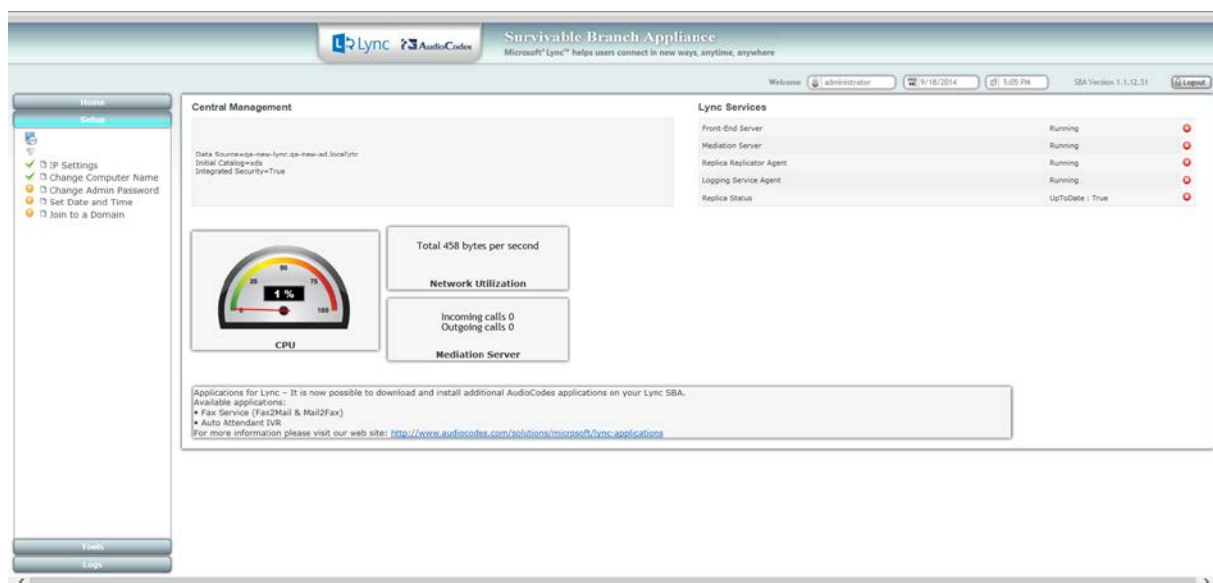 Lync AudioCodes
Survivable Branch Appliance
Microsoft® Lync™ helps users connect in new ways, anytime, anywhere
Welcome administrator 9/18/2014 5:05 PM SBA Version 1.1.12.31 Logout
Home
Setup
IP Settings
Change Computer Name
Change Admin Password
Set Date and Time
Join to a Domain
Tools
Logs
Central Management
Data Source=qa-new-lync.qa-new-ad.local\rtc
Initial Catalog=xds
Integrated Security=True
Lync Services
Front-End Server Running
Mediation Server Running
Replica Replicator Agent Running
Logging Service Agent Running
Replica Status UpToDate : True
0 25 50 75 100
1 %
CPU
Total 458 bytes per second
Network Utilization
Incoming calls 0
Outgoing calls 0
Mediation Server
Applications for Lync – It is now possible to download and install additional AudioCodes applications on your Lync SBA.
Available applications:
• Fax Service (Fax2Mail & Mail2Fax)
• Auto Attendant IVR
For more information please visit our web site: http://www.audiocodes.com/solutions/microsoft/lync-applications